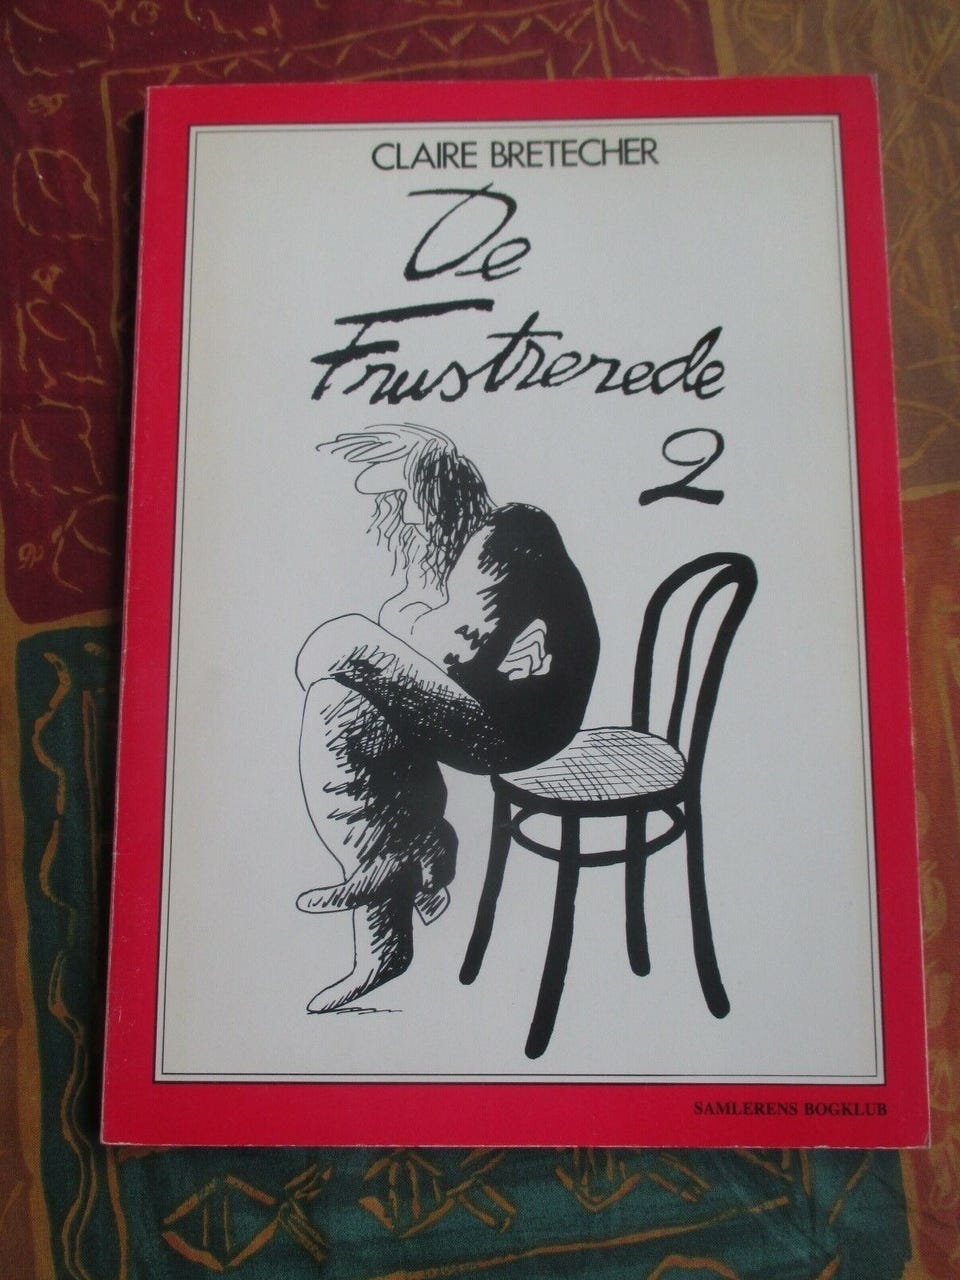 CLAIRE BRETECHER
De
Frustrerede
2
SAMLERENS BOGKLUB